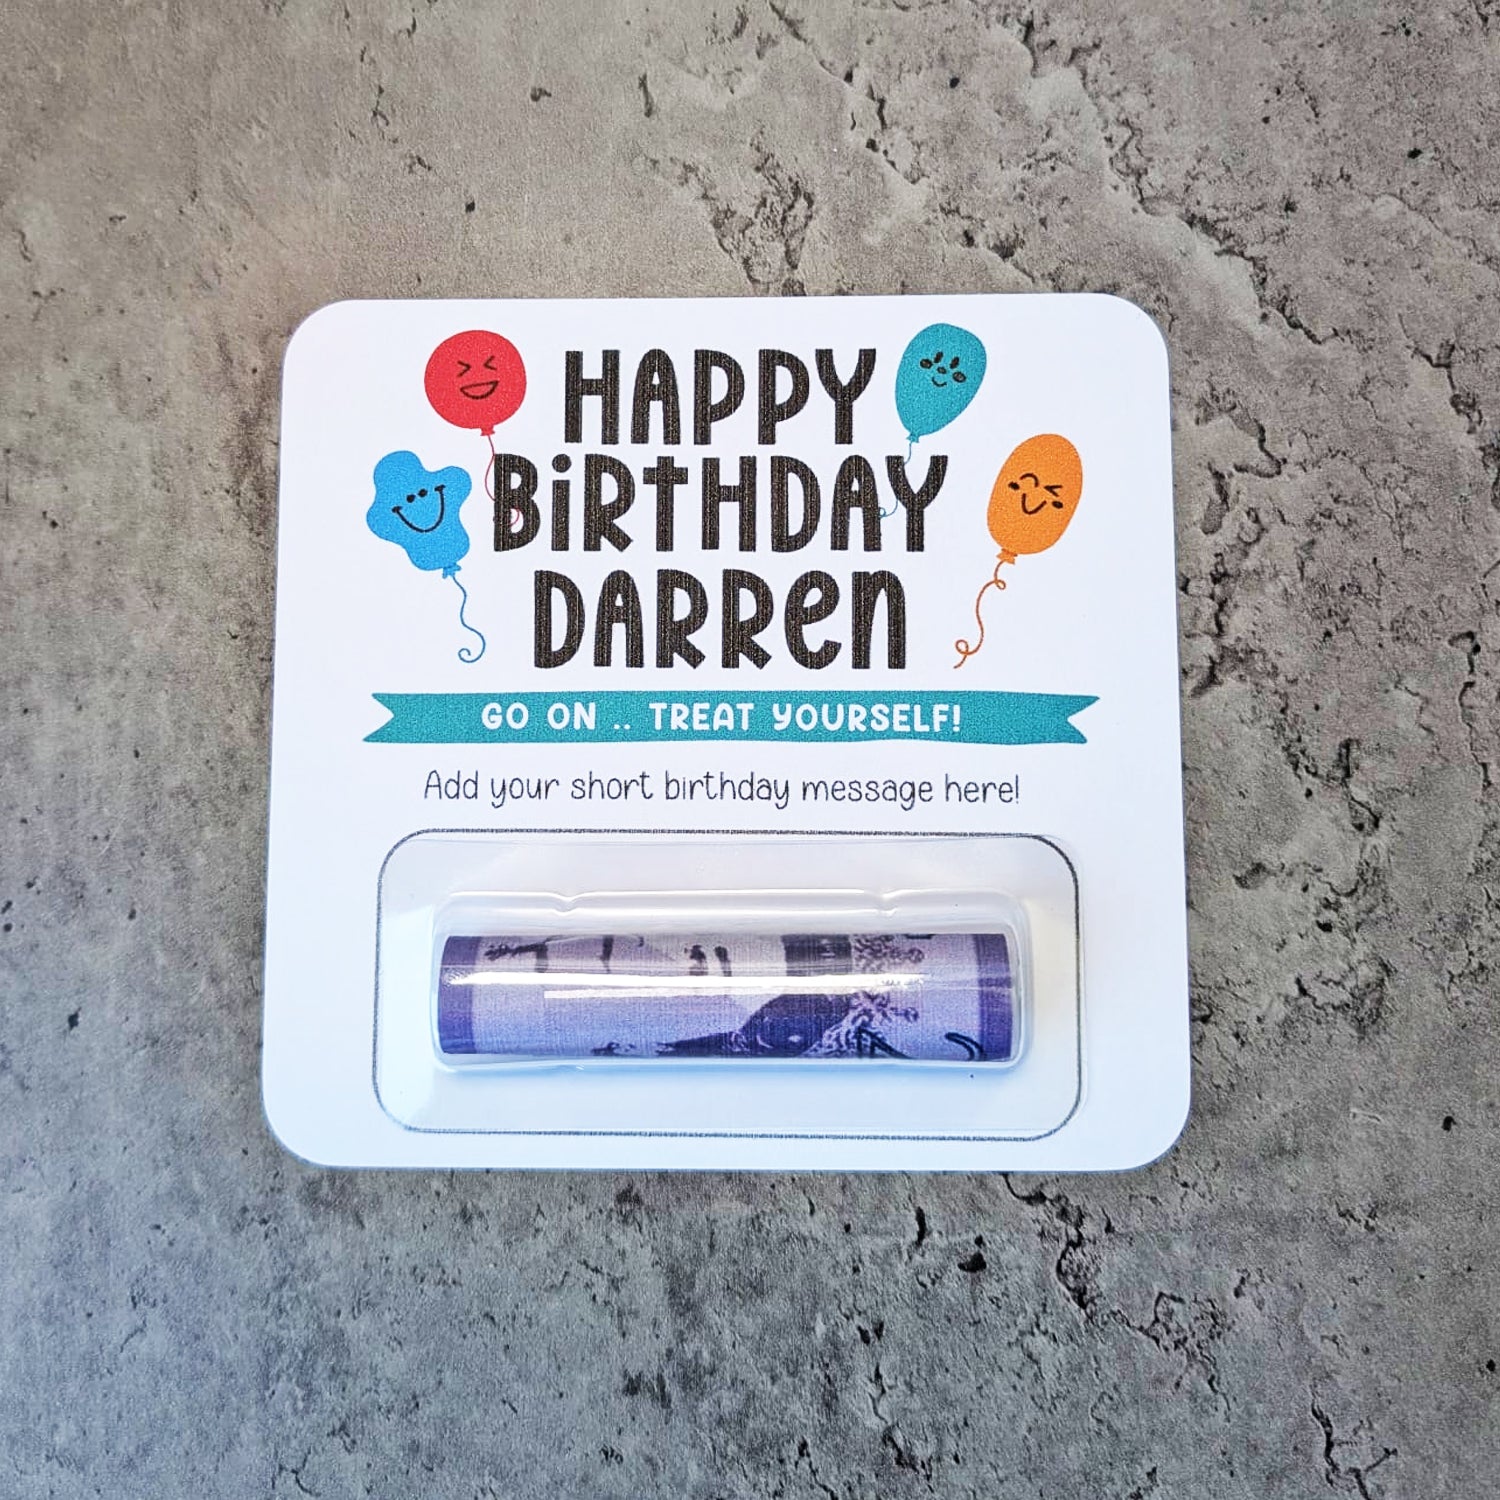 HAPPY
BiRtHDAY
DARRen
GO ON .. TREAT YOURSELF!
Add your short birthday message here!